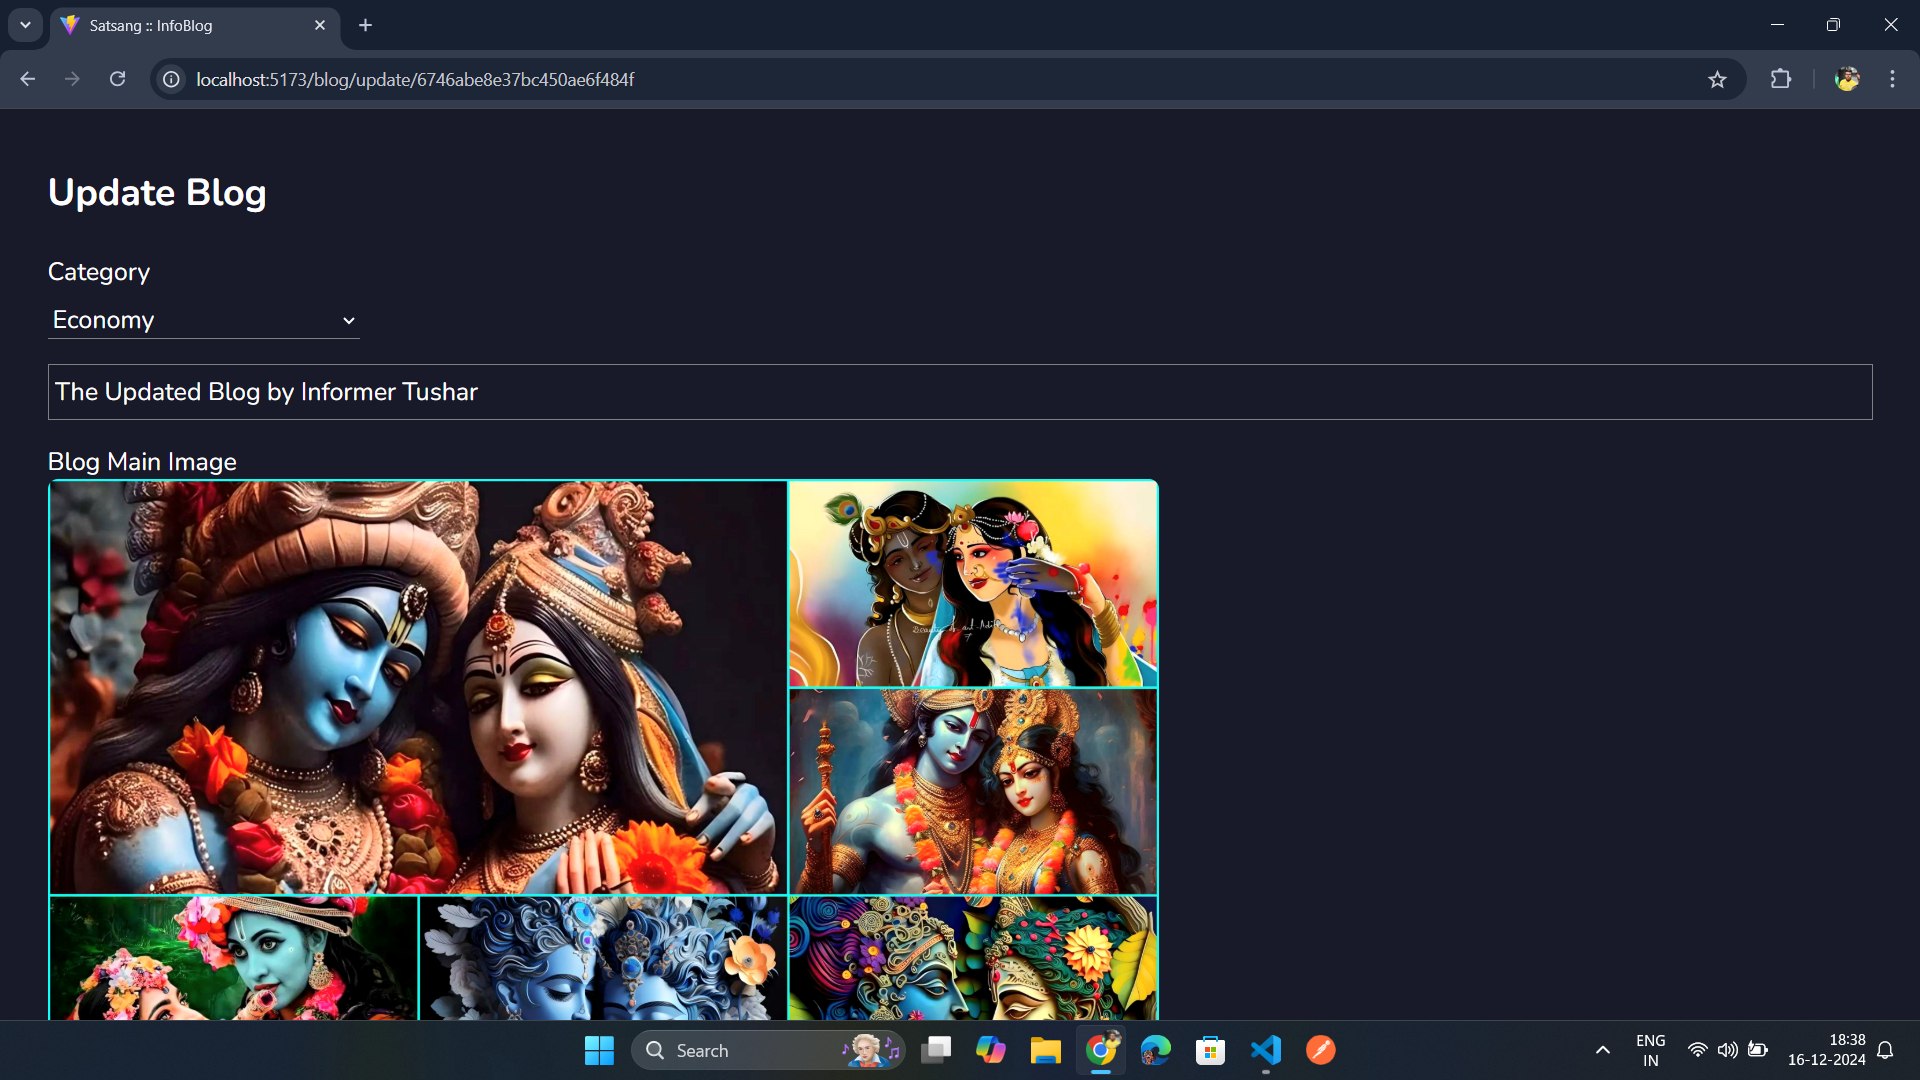 Satsang :: InfoBlog
localhost:5173/blog/update/6746abe8e37bc450ae6f484f
Update Blog
Category
Economy
The Updated Blog by Informer Tushar
Blog Main Image
Search
ENG
IN
18:38
16-12-2024